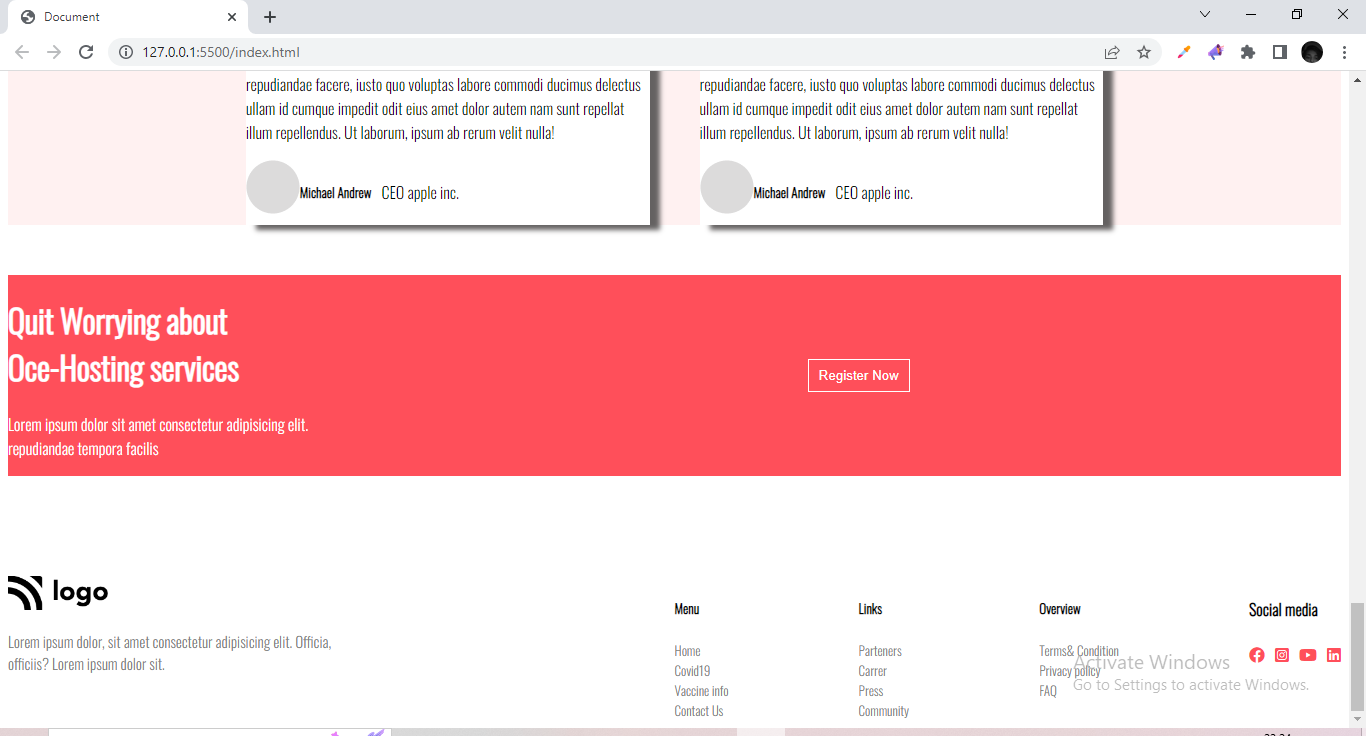 Document
127.0.0.1:5500/index.html
repudiandae facere, iusto quo voluptas labore commodi ducimus delectus
ullam id cumque impedit odit eius amet dolor autem nam sunt repellat
illum repellendus. Ut laborum, ipsum ab rerum velit nulla!
Michael Andrew CEO apple inc.
repudiandae facere, iusto quo voluptas labore commodi ducimus delectus
ullam id cumque impedit odit eius amet dolor autem nam sunt repellat
illum repellendus. Ut laborum, ipsum ab rerum velit nulla!
Michael Andrew CEO apple inc.
Quit Worrying about
Oce-Hosting services
Lorem ipsum dolor sit amet consectetur adipisicing elit.
repudiandae tempora facilis
Register Now
logo
Lorem ipsum dolor, sit amet consectetur adipisicing elit. Officia,
officiis? Lorem ipsum dolor sit.
Menu
Home
Covid19
Vaccine info
Contact Us
Links
Parteners
Carrer
Press
Community
Overview
Terms& Condition
Privacy policy
FAQ
Social media
Activate Windows
Go to Settings to activate Windows.